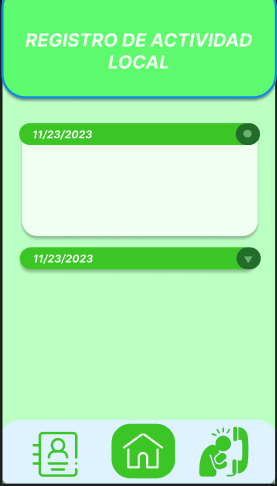 REGISTRO DE ACTIVIDAD
LOCAL
11/23/2023
11/23/2023